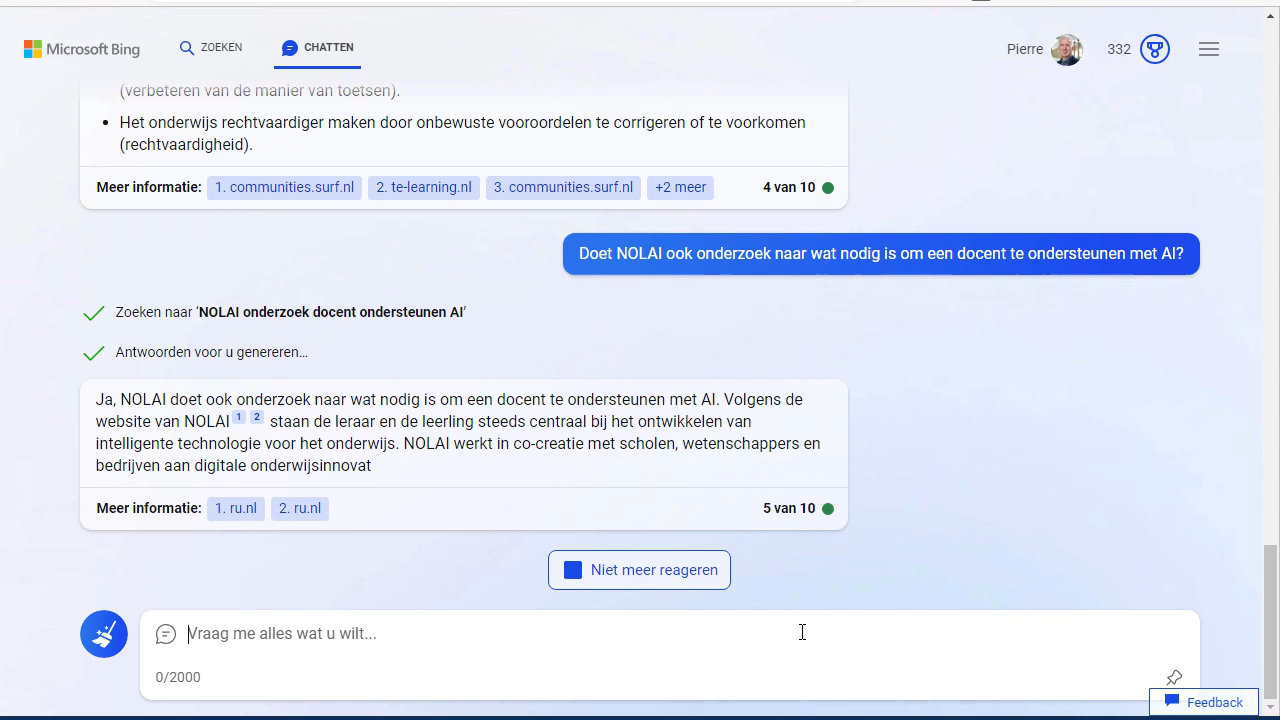 Microsoft Bing
ZOEKEN
CHATTEN
Pierre
332
(verbeteren van de manier van toetsen).
• Het onderwijs rechtvaardiger maken door onbewuste vooroordelen te corrigeren of te voorkomen
(rechtvaardigheid).
Meer informatie: 1. communities.surf.nl 2. te-learning.nl 3. communities.surf.nl +2 meer 4 van 10
Doet NOLAI ook onderzoek naar wat nodig is om een docent te ondersteunen met AI?
Zoeken naar 'NOLAI onderzoek docent ondersteunen AI'
Antwoorden voor u genereren...
Ja, NOLAI doet ook onderzoek naar wat nodig is om een docent te ondersteunen met AI. Volgens de
website van NOLAI 1 2 staan de leraar en de leerling steeds centraal bij het ontwikkelen van
intelligente technologie voor het onderwijs. NOLAI werkt in co-creatie met scholen, wetenschappers en
bedrijven aan digitale onderwijsinnovat
Meer informatie: 1. ru.nl 2. ru.nl 5 van 10
Niet meer reageren
Vraag me alles wat u wilt...
0/2000
Feedback